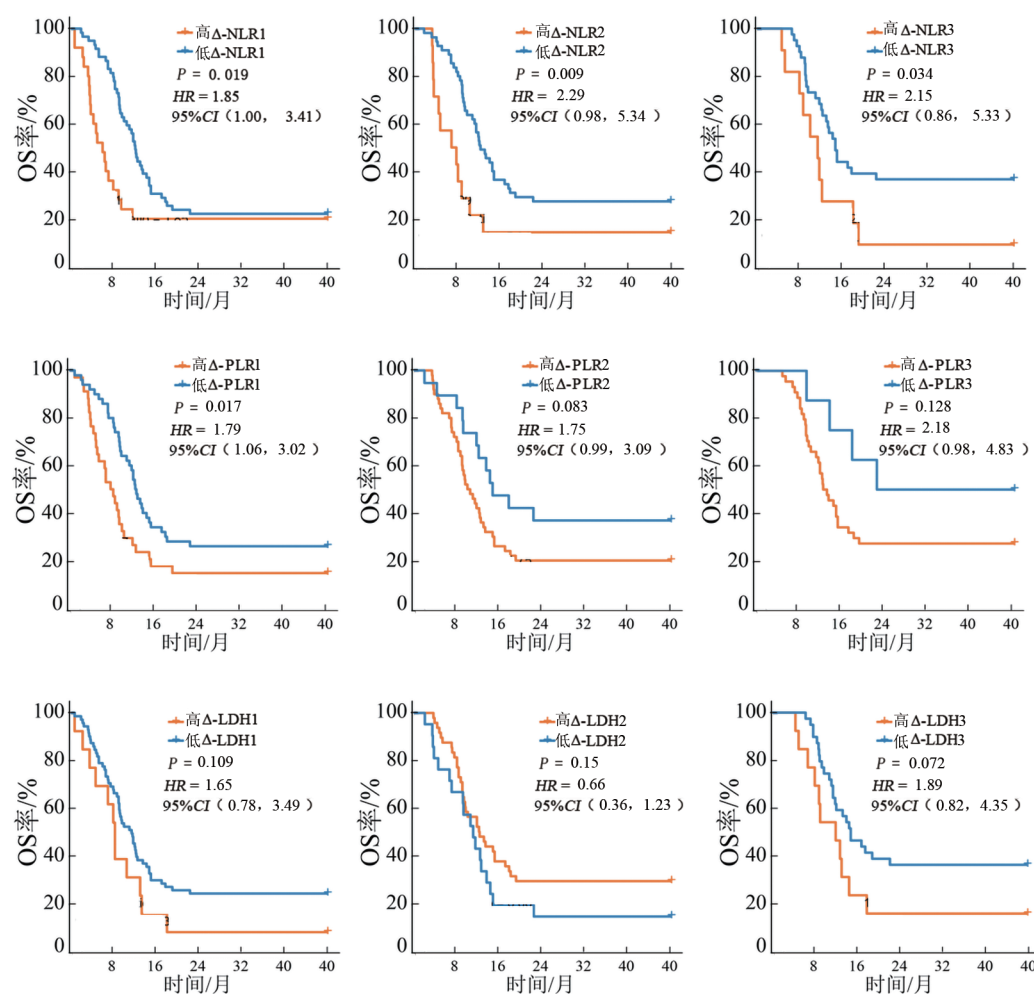 高Δ-NLR1
低Δ-NLR1
P = 0.019
HR = 1.85
95%CI（1.00， 3.41）
OS率/%
100
80
60
40
20
0
8 16 24 32 40
时间/月
高Δ-NLR2
低Δ-NLR2
P = 0.009
HR = 2.29
95%CI（0.98， 5.34 ）
OS率/%
100
80
60
40
20
0
8 16 24 32 40
时间/月
高Δ-NLR3
低Δ-NLR3
P = 0.034
HR = 2.15
95%CI（0.86， 5.33）
OS率/%
100
80
60
40
20
0
8 16 24 32 40
时间/月
高Δ-PLR1
低Δ-PLR1
P = 0.017
HR = 1.79
95%CI（1.06， 3.02 ）
OS率/%
100
80
60
40
20
0
8 16 24 32 40
时间/月
高Δ-PLR2
低Δ-PLR2
P = 0.083
HR = 1.75
95%CI（0.99， 3.09 ）
OS率/%
100
80
60
40
20
0
8 16 24 32 40
时间/月
高Δ-PLR3
低Δ-PLR3
P = 0.128
HR = 2.18
95%CI（0.98， 4.83 ）
OS率/%
100
80
60
40
20
0
8 16 24 32 40
时间/月
高Δ-LDH1
低Δ-LDH1
P = 0.109
HR = 1.65
95%CI（0.78， 3.49 ）
OS率/%
100
80
60
40
20
0
8 16 24 32 40
时间/月
高Δ-LDH2
低Δ-LDH2
P = 0.15
HR = 0.66
95%CI（0.36， 1.23 ）
OS率/%
100
80
60
40
20
0
8 16 24 32 40
时间/月
高Δ-LDH3
低Δ-LDH3
P = 0.072
HR = 1.89
95%CI（0.82， 4.35 ）
OS率/%
100
80
60
40
20
0
8 16 24 32 40
时间/月